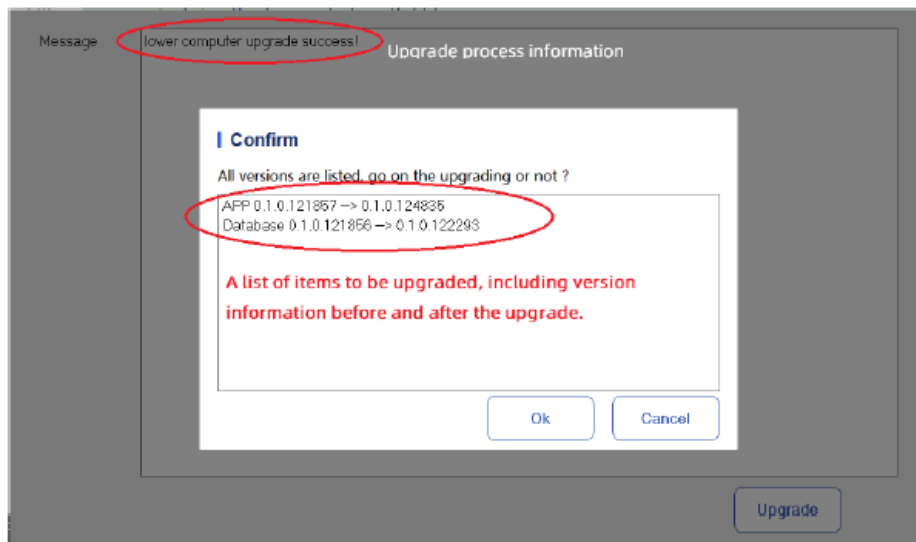 Message
lower computer upgrade success!
Upgrade process information
Confirm
All versions are listed, go on the upgrading or not ?
APP 0.1.0.121857 —> 0.1.0.124835
Database 0.1.0.121856 —> 0.1.0.122293
A list of items to be upgraded, including version
information before and after the upgrade.
Ok
Cancel
Upgrade